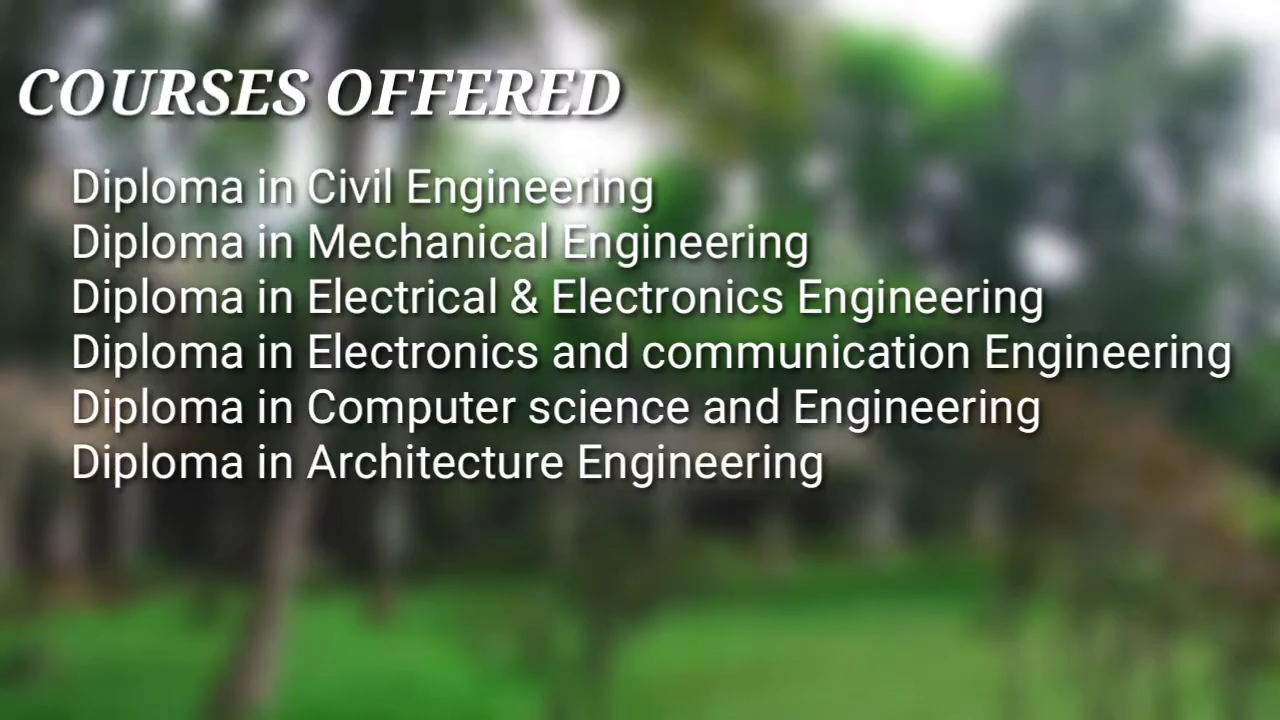 COURSES OFFERED
Diploma in Civil Engineering
Diploma in Mechanical Engineering
Diploma in Electrical & Electronics Engineering
Diploma in Electronics and communication Engineering
Diploma in Computer science and Engineering
Diploma in Architecture Engineering